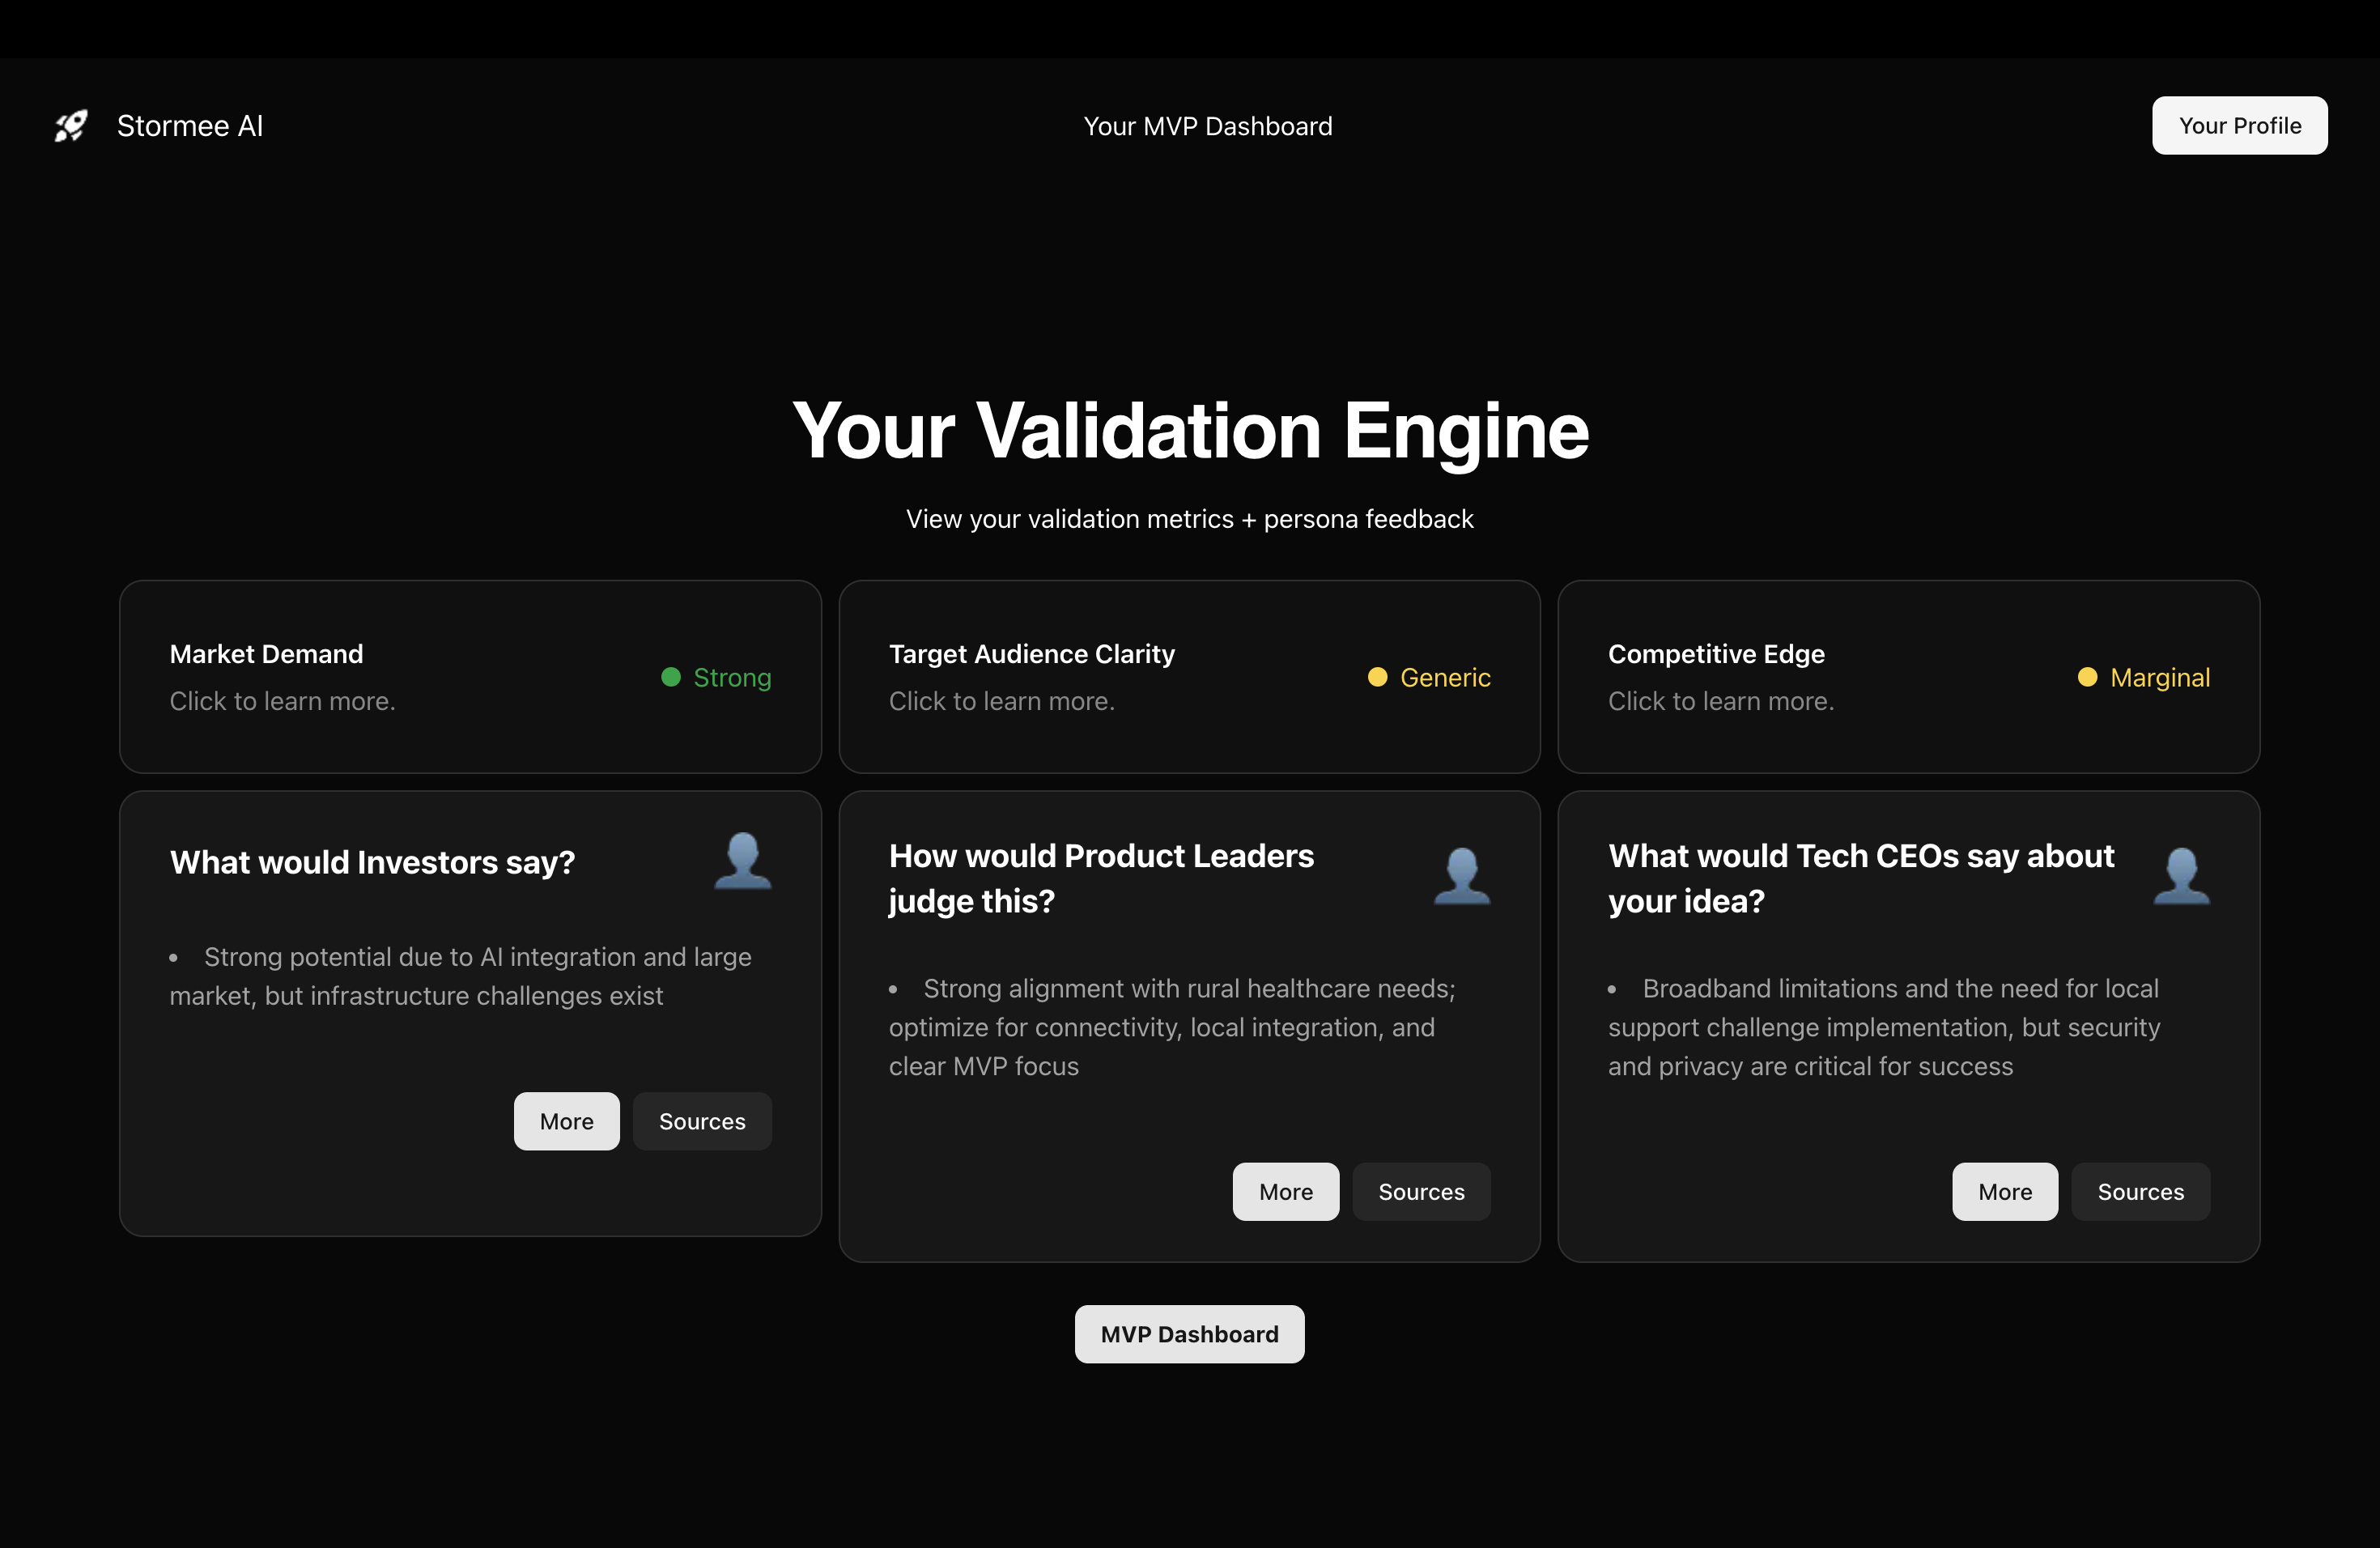 Stormee AI
Your MVP Dashboard
Your Profile
Your Validation Engine
View your validation metrics + persona feedback
Market Demand
Click to learn more.
Strong
Target Audience Clarity
Click to learn more.
Generic
Competitive Edge
Click to learn more.
Marginal
What would Investors say?
• Strong potential due to AI integration and large
market, but infrastructure challenges exist
More
Sources
How would Product Leaders
judge this?
• Strong alignment with rural healthcare needs;
optimize for connectivity, local integration, and
clear MVP focus
More
Sources
What would Tech CEOs say about
your idea?
• Broadband limitations and the need for local
support challenge implementation, but security
and privacy are critical for success
More
Sources
MVP Dashboard